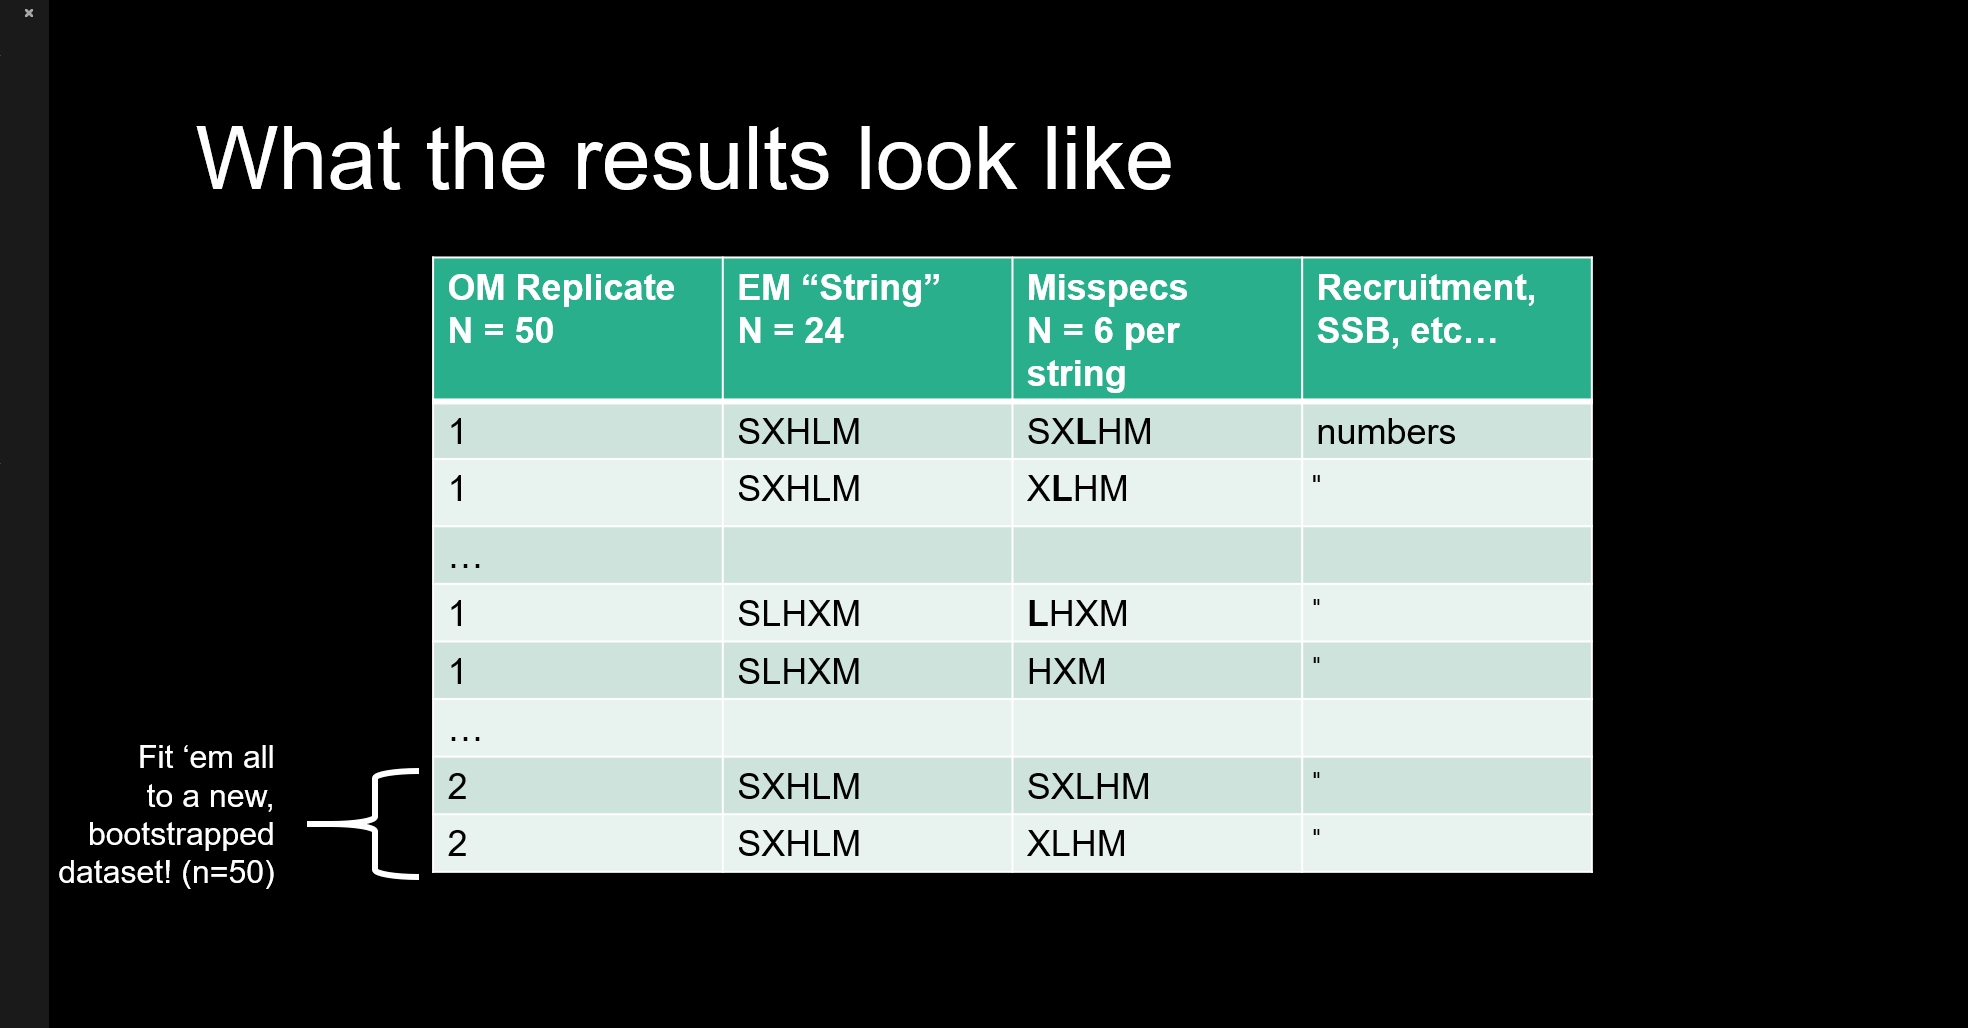 What the results look like
OM Replicate
N = 50
EM “String”
N = 24
Misspecs
N = 6 per
string
Recruitment,
SSB, etc…
1
SXHLM
SXLHM
numbers
1
SXHLM
XLHM
"
…
1
SLHXM
LHXM
"
1
SLHXM
HXM
"
…
2
SXHLM
SXLHM
"
2
SXHLM
XLHM
"
Fit ‘em all
to a new,
bootstrapped
dataset! (n=50)